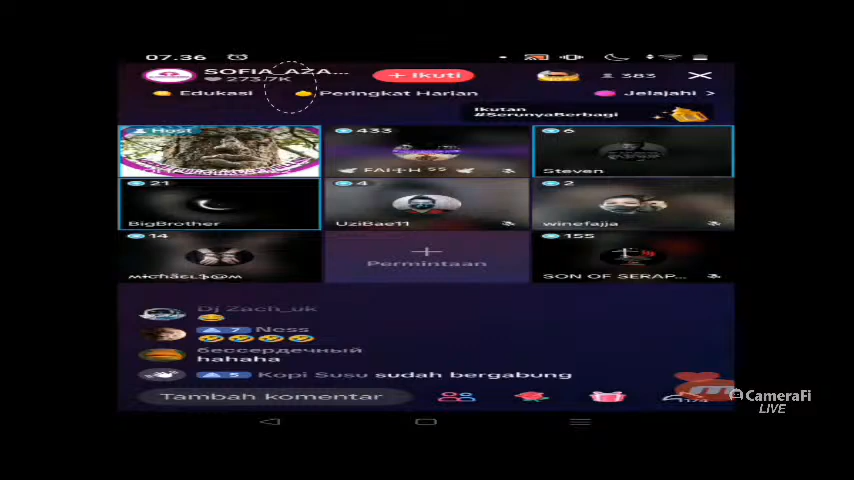 07.36
SOFIA_AZA...
273.7K
+ Ikuti
383
Edukasi
Peringkat Harian
Jelajahi >
Ikutan
#SerunyaBerbagi
Host
433
FAITH ⁵⁵
6
Steven
21
BigBrother
4
UziBae11
2
winefajja
14
Permintaan
155
SON OF SERAP...
Dj Zach_uk
7 Ness
бессердечный
hahaha
5 Kopi Susu sudah bergabung
Tambah komentar
CameraFi
LIVE